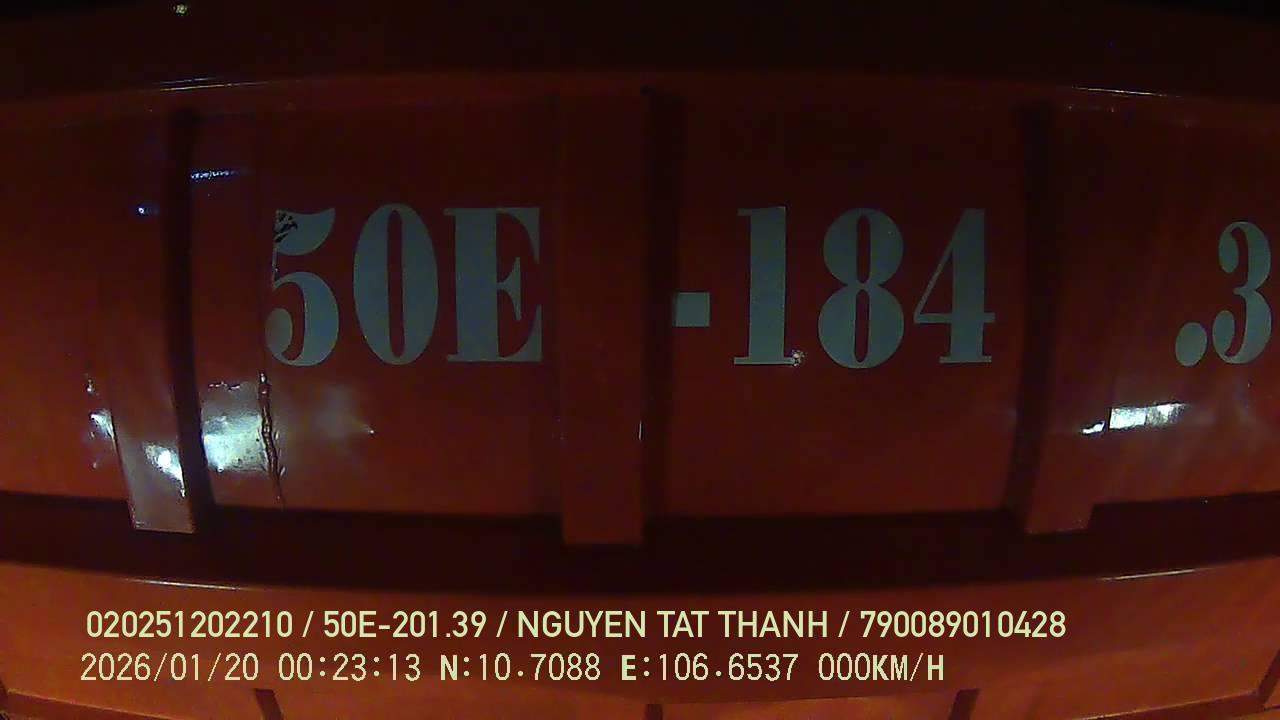 50E -184 .3
020251202210 / 50E-201.39 / NGUYEN TAT THANH / 790089010428
2026/01/20 00:23:13 N:10.7088 E:106.6537 000KM/H